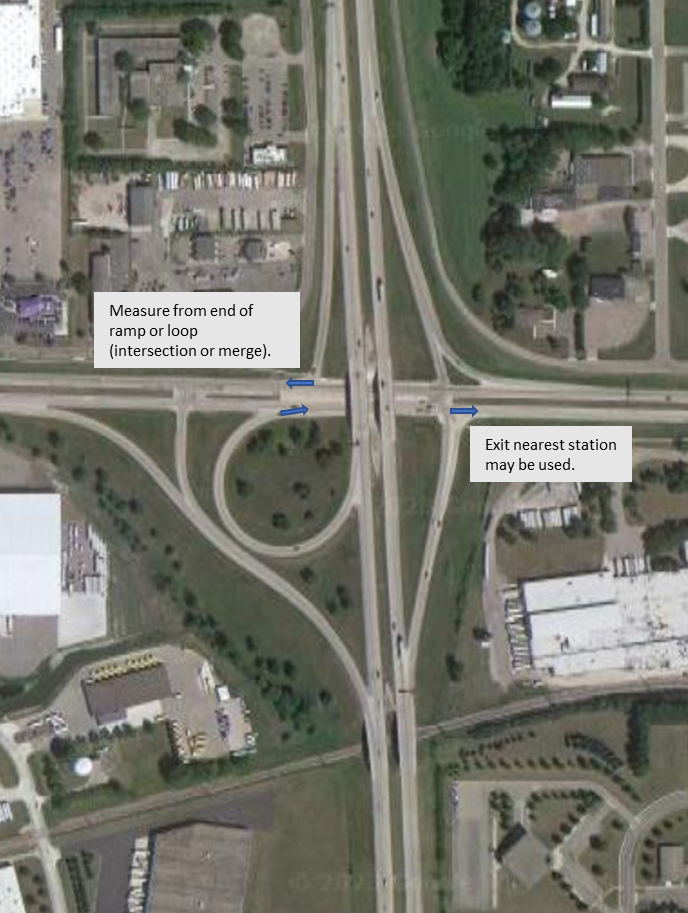 Measure from end of
ramp or loop
(intersection or merge).
Exit nearest station
may be used.